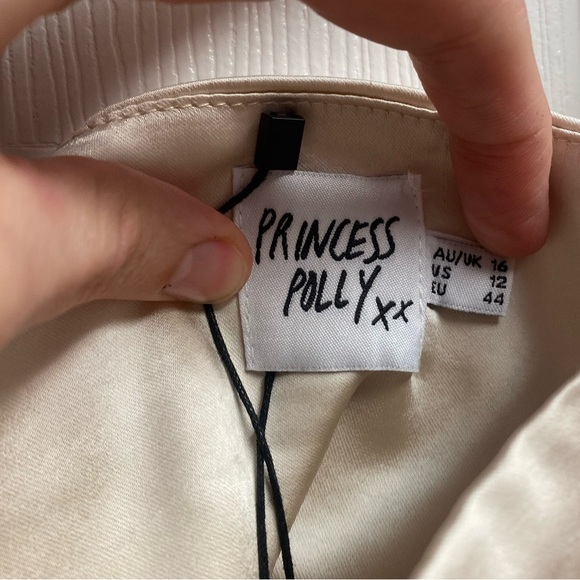 PRINCESS
POLLY xx
AU/UK 16
US 12
EU 44